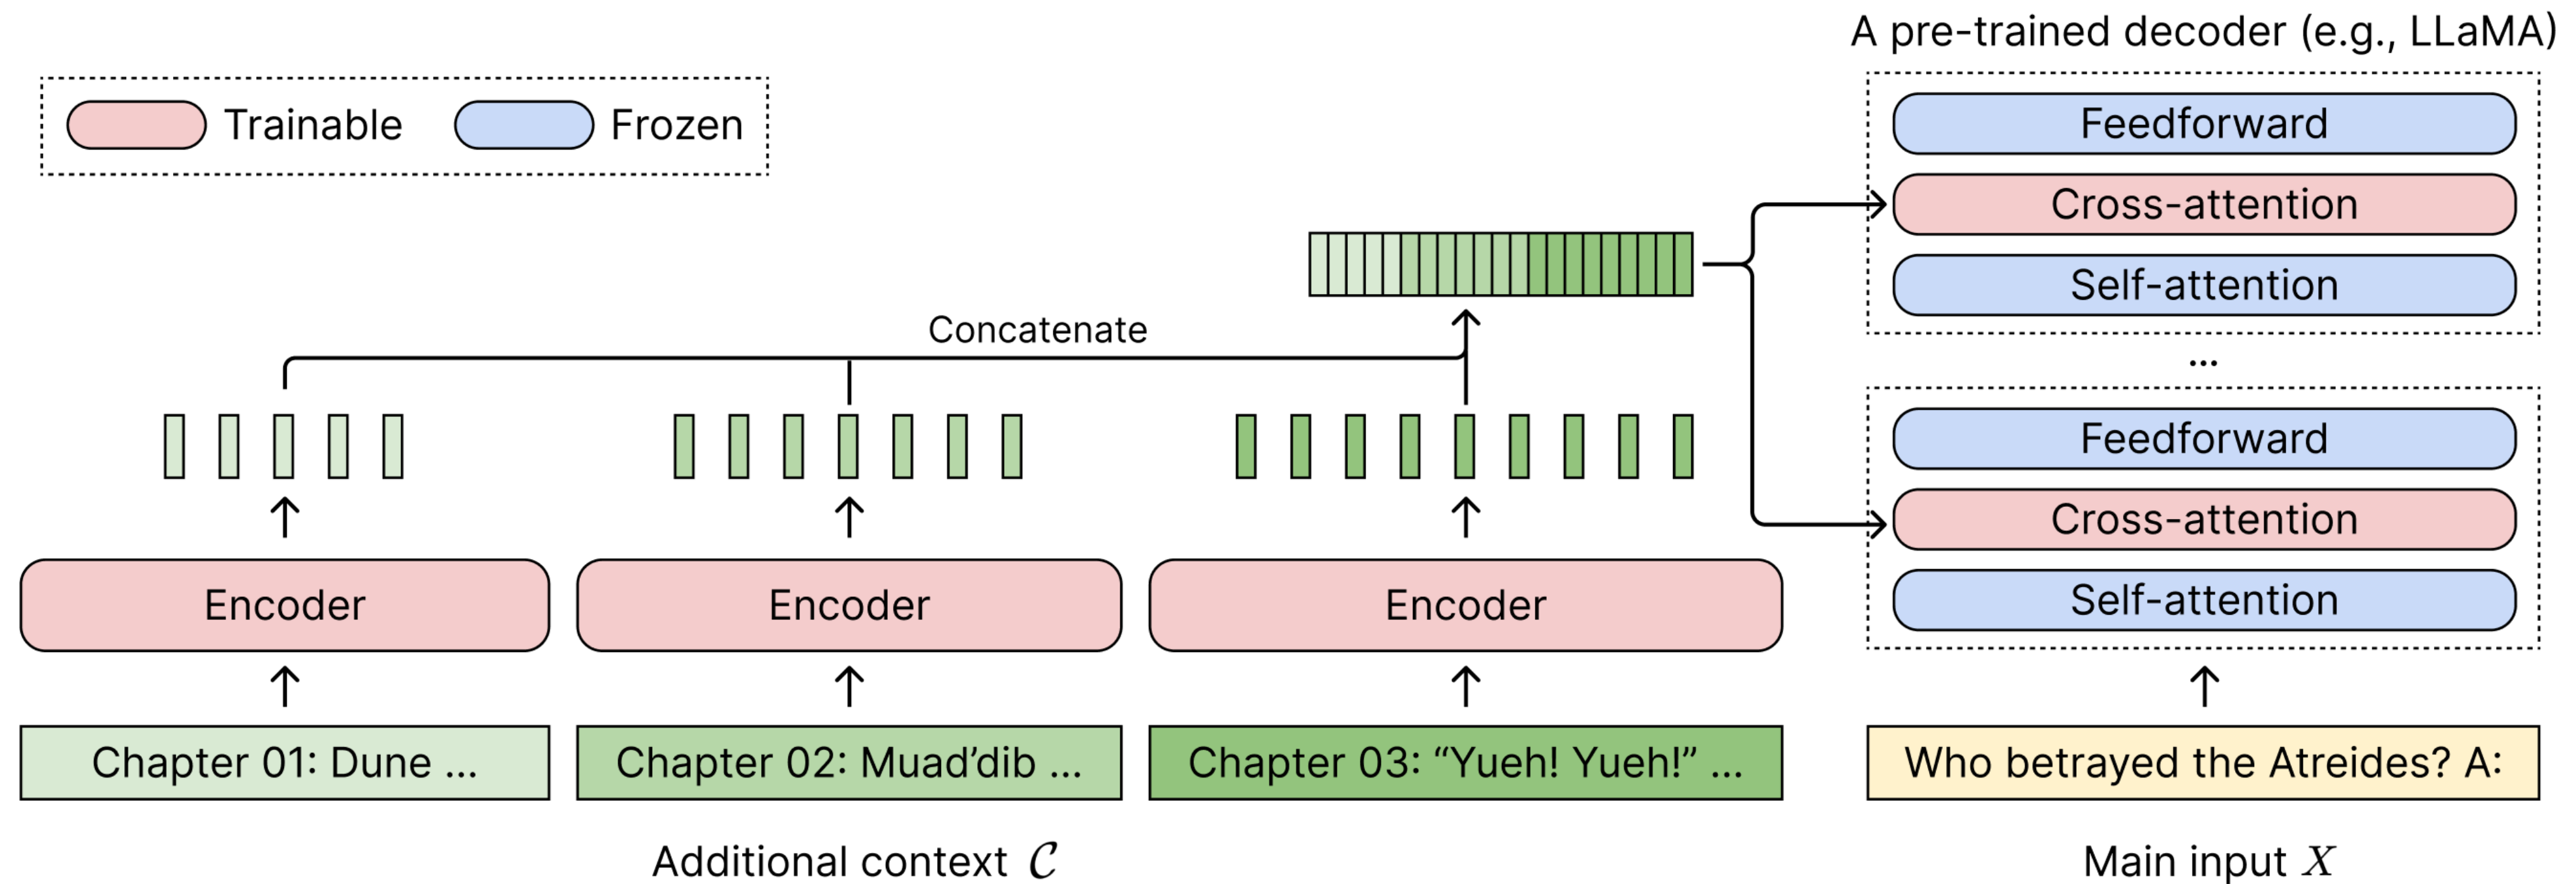 A pre-trained decoder (e.g., LLaMA)
Trainable
Frozen
Feedforward
Cross-attention
Self-attention
...
Feedforward
Cross-attention
Self-attention
Concatenate
Encoder
Encoder
Encoder
Chapter 01: Dune ...
Chapter 02: Muad’dib ...
Chapter 03: “Yueh! Yueh!” ...
Who betrayed the Atreides? A:
Additional context 𝒞
Main input X